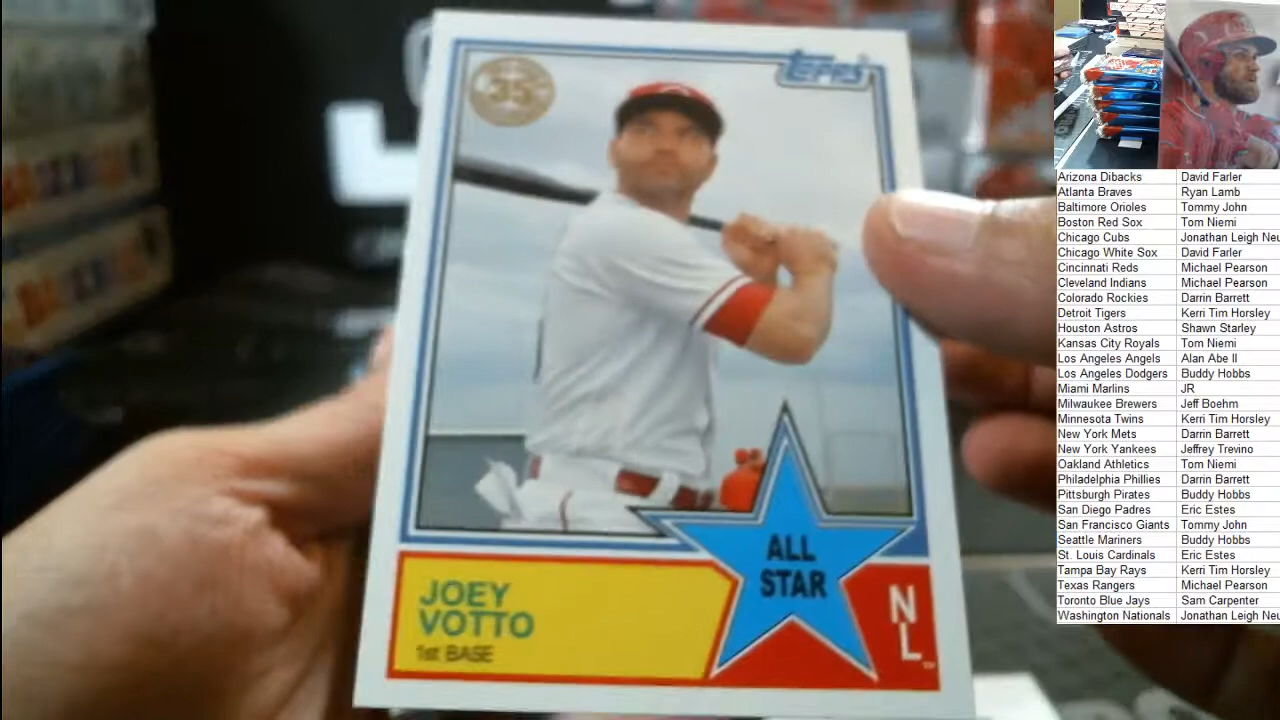 Topps
35
ALL
STAR
JOEY
VOTTO
1st BASE
N
L
TM
Arizona Dibacks David Farler
Atlanta Braves Ryan Lamb
Baltimore Orioles Tommy John
Boston Red Sox Tom Niemi
Chicago Cubs Jonathan Leigh Neu
Chicago White Sox David Farler
Cincinnati Reds Michael Pearson
Cleveland Indians Michael Pearson
Colorado Rockies Darrin Barrett
Detroit Tigers Kerri Tim Horsley
Houston Astros Shawn Starley
Kansas City Royals Tom Niemi
Los Angeles Angels Alan Abe II
Los Angeles Dodgers Buddy Hobbs
Miami Marlins JR
Milwaukee Brewers Jeff Boehm
Minnesota Twins Kerri Tim Horsley
New York Mets Darrin Barrett
New York Yankees Jeffrey Trevino
Oakland Athletics Tom Niemi
Philadelphia Phillies Darrin Barrett
Pittsburgh Pirates Buddy Hobbs
San Diego Padres Eric Estes
San Francisco Giants Tommy John
Seattle Mariners Buddy Hobbs
St. Louis Cardinals Eric Estes
Tampa Bay Rays Kerri Tim Horsley
Texas Rangers Michael Pearson
Toronto Blue Jays Sam Carpenter
Washington Nationals Jonathan Leigh Neu